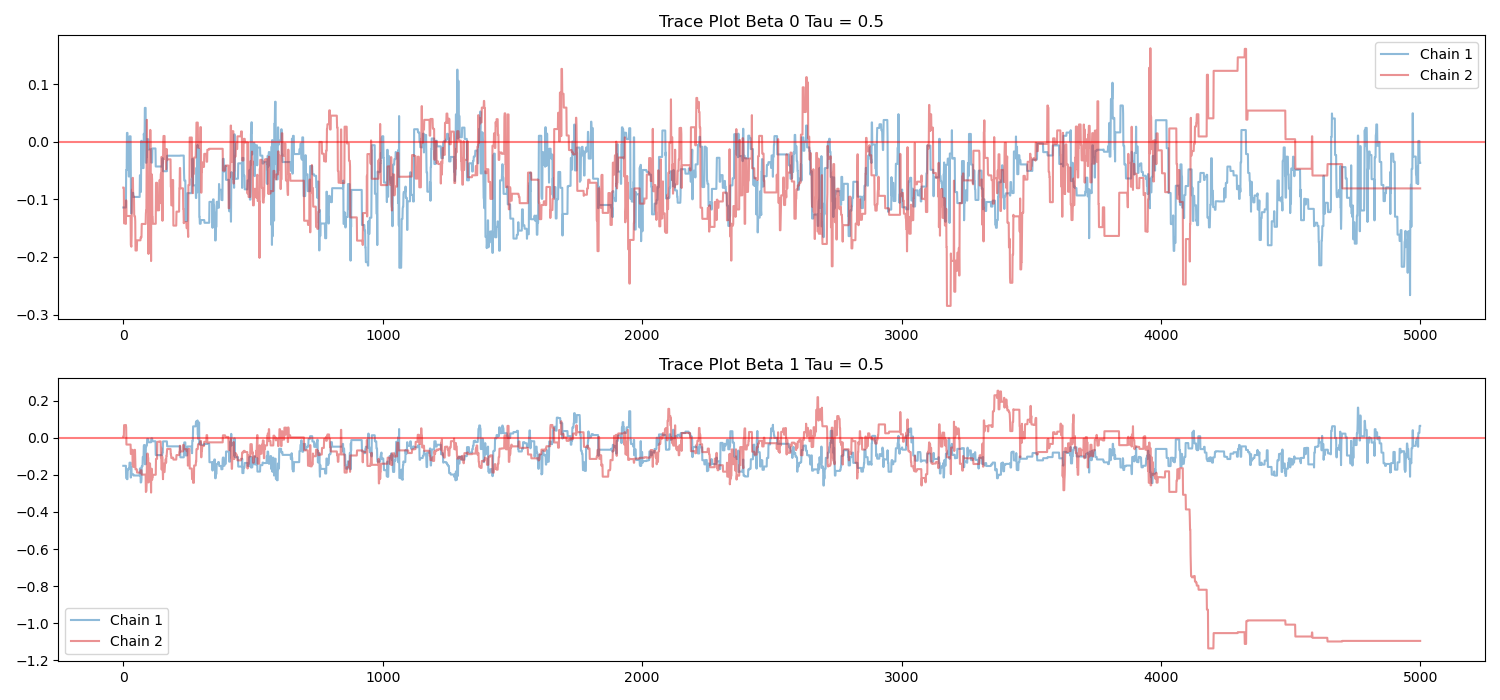 Trace Plot Beta 0 Tau = 0.5
Chain 1
Chain 2
0.1
0.0
−0.1
−0.2
−0.3
0 1000 2000 3000 4000 5000
Trace Plot Beta 1 Tau = 0.5
0.2
0.0
−0.2
−0.4
−0.6
−0.8
−1.0
−1.2
Chain 1
Chain 2
0 1000 2000 3000 4000 5000